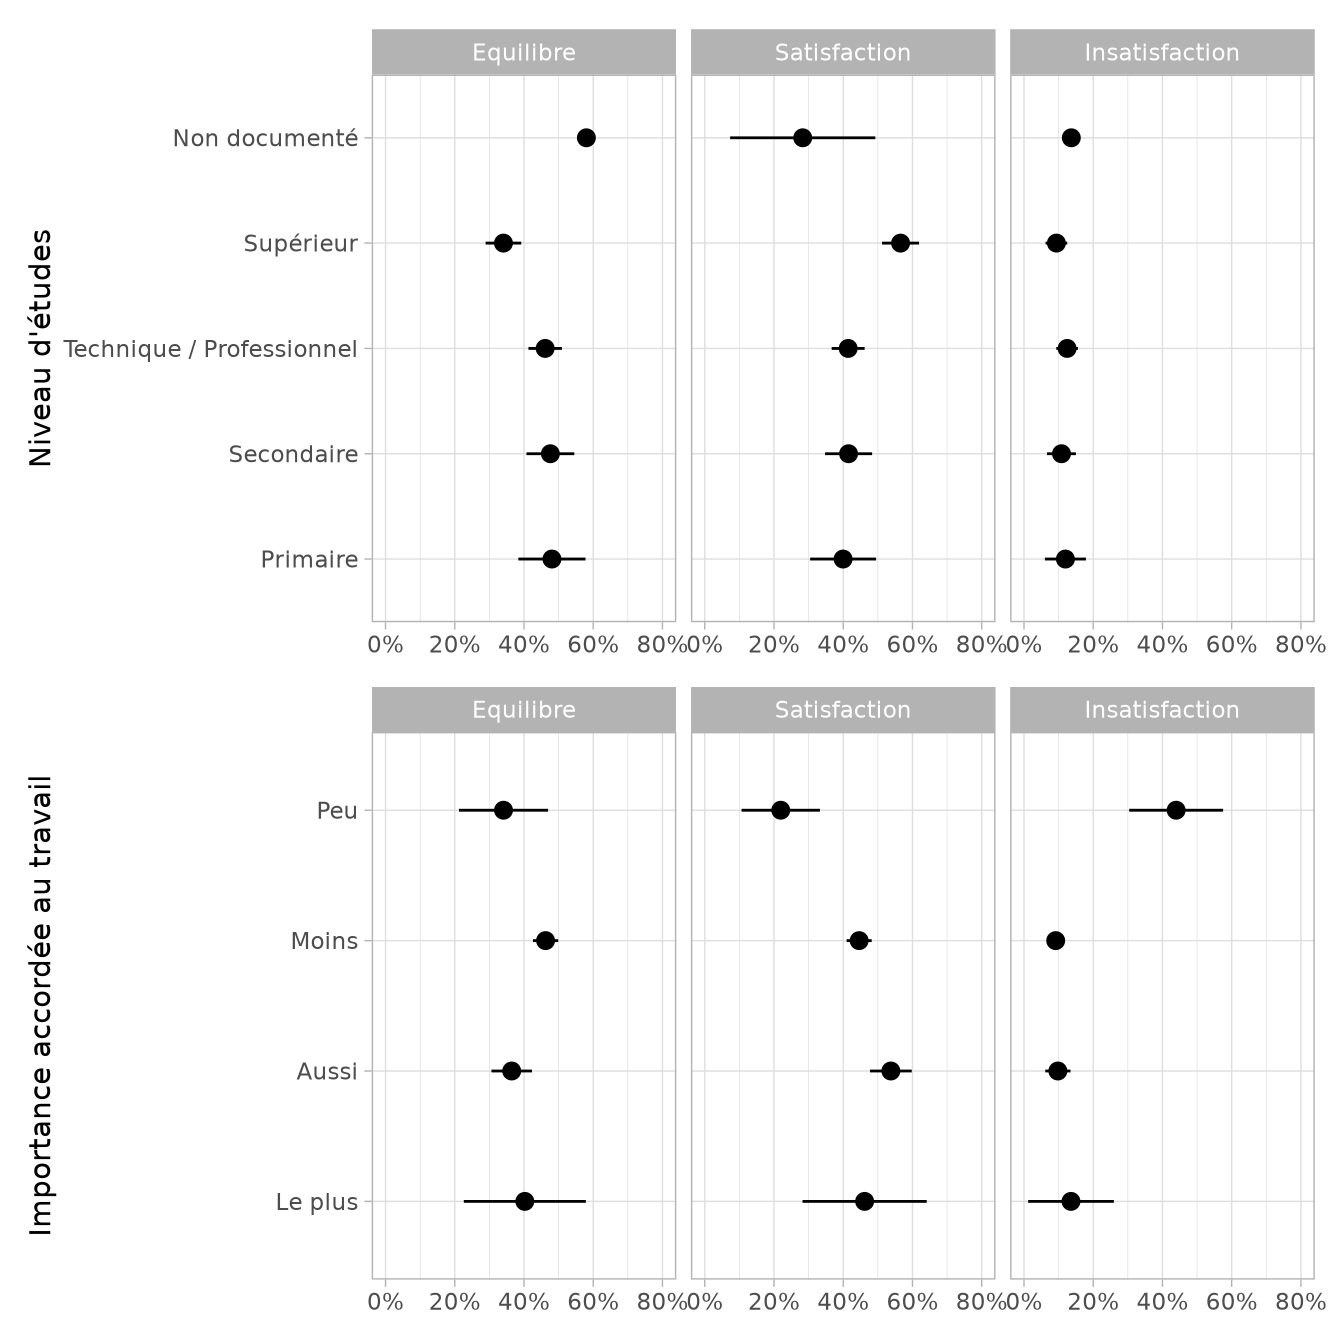 Equilibre Satisfaction Insatisfaction
Niveau d'études
Non documenté
Supérieur
Technique / Professionnel
Secondaire
Primaire
0% 20% 40% 60% 80% 0% 20% 40% 60% 80% 0% 20% 40% 60% 80%
Equilibre Satisfaction Insatisfaction
Importance accordée au travail
Peu
Moins
Aussi
Le plus
0% 20% 40% 60% 80% 0% 20% 40% 60% 80% 0% 20% 40% 60% 80%